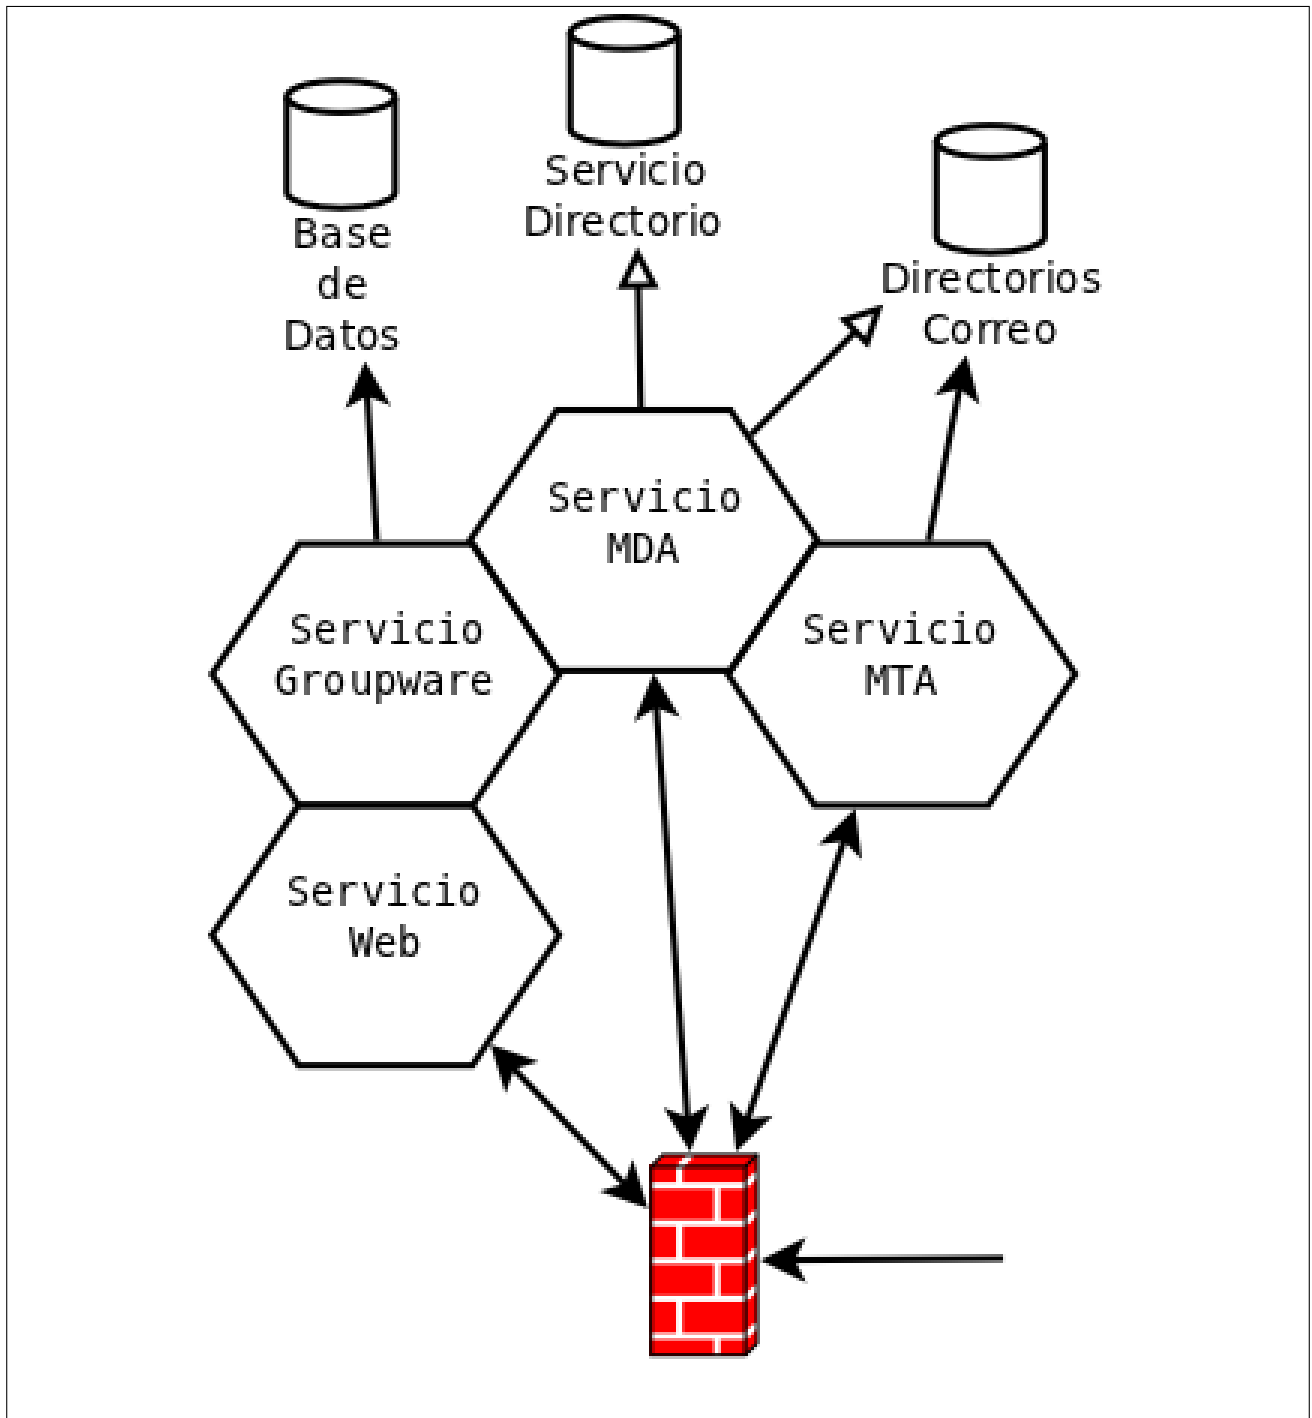 Servicio
Directorio
Base
de
Datos
Directorios
Correo
Servicio
MDA
Servicio
Groupware
Servicio
MTA
Servicio
Web